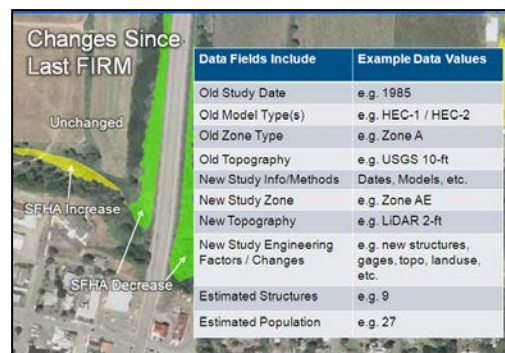 Changes Since
Last FIRM
Unchanged
SFHA Increase
SFHA Decrease
Data Fields Include Example Data Values
Old Study Date e.g. 1985
Old Model Type(s) e.g. HEC-1 / HEC-2
Old Zone Type e.g. Zone A
Old Topography e.g. USGS 10-ft
New Study Info/Methods Dates, Models, etc.
New Study Zone e.g. Zone AE
New Topography e.g. LiDAR 2-ft
New Study Engineering e.g. new structures,
Factors / Changes gages, topo, landuse,
etc.
Estimated Structures e.g. 9
Estimated Population e.g. 27